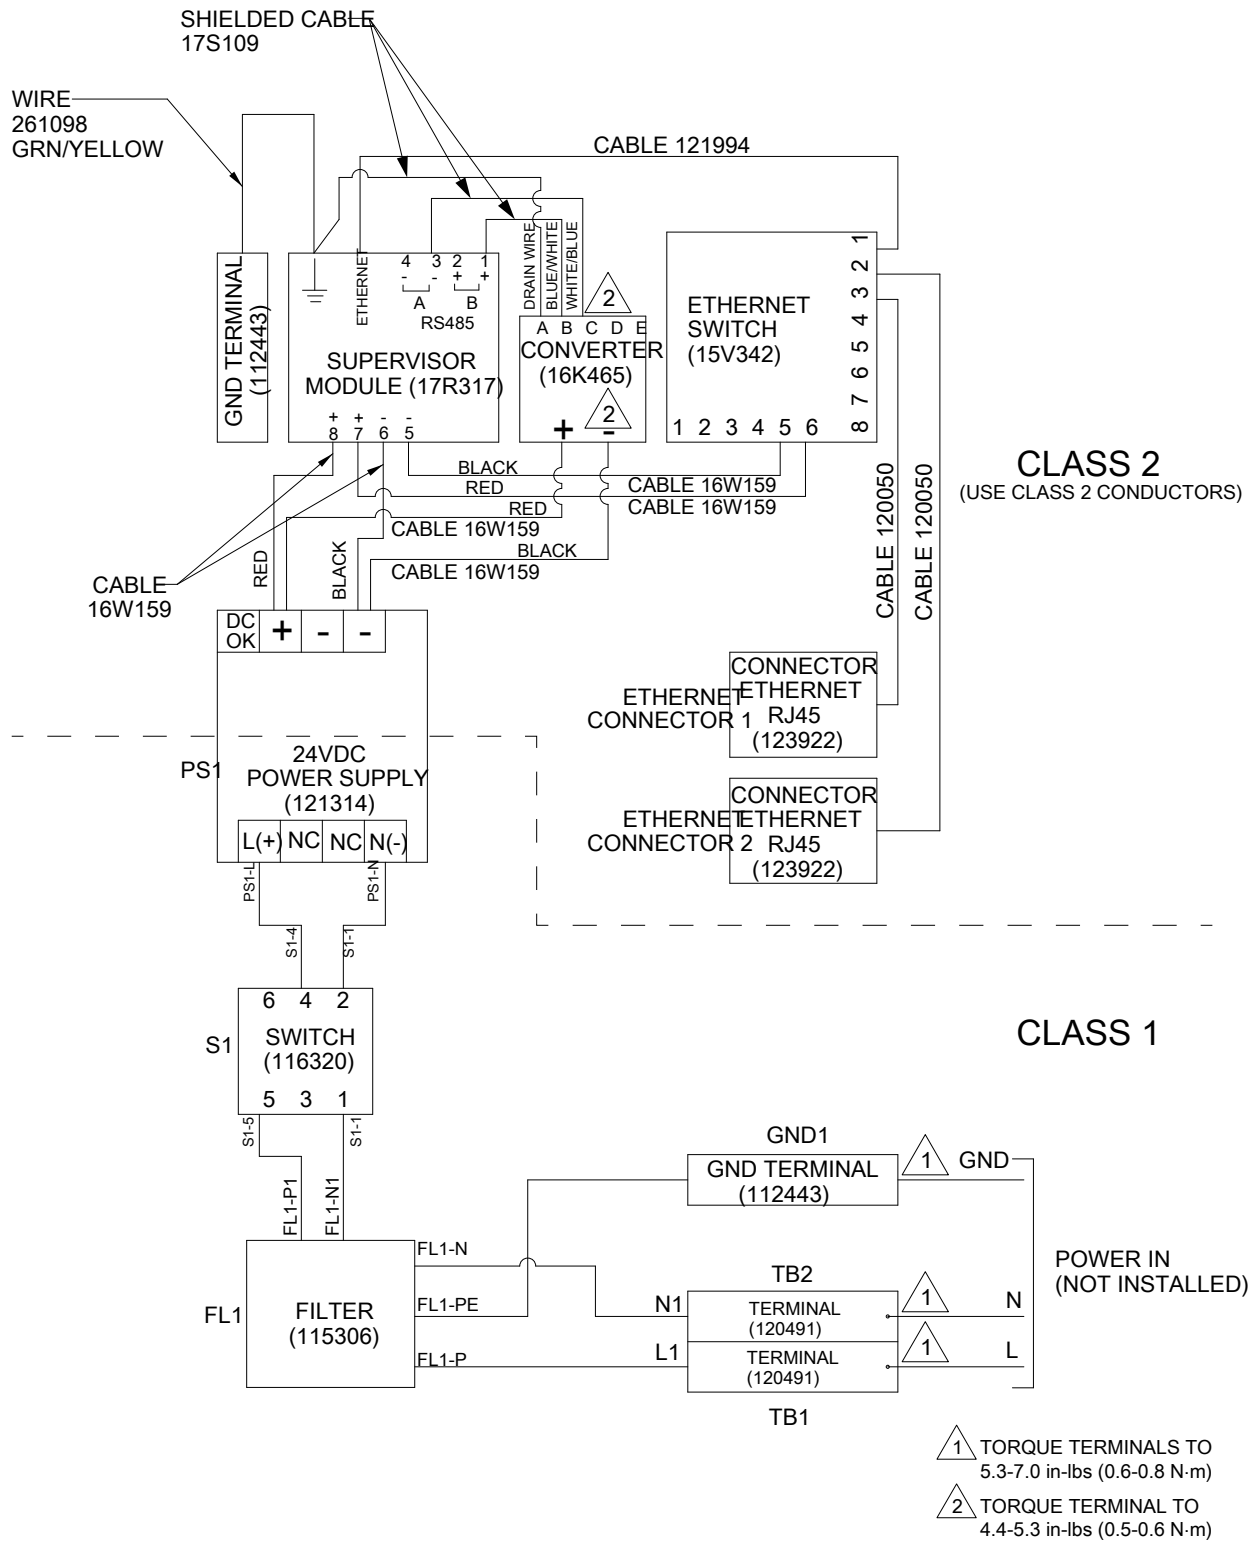 SHIELDED CABLE
17S109
WIRE
261098
GRN/YELLOW
CABLE 121994
GND TERMINAL
(112443)
ETHERNET
4 3 2 1
- - + +
A B
RS485
SUPERVISOR
MODULE (17R317)
+ + - -
8 7 6 5
DRAIN WIRE
BLUE/WHITE
WHITE/BLUE
2
A B C D E
CONVERTER
(16K465)
2
+ -
ETHERNET
SWITCH
(15V342)
1 2 3 4 5 6 7 8
1 2 3 4 5 6
CLASS 2
(USE CLASS 2 CONDUCTORS)
BLACK
CABLE 16W159
RED
CABLE 16W159
RED
CABLE 16W159
BLACK
CABLE 16W159
RED
BLACK
CABLE
16W159
CABLE 120050
CABLE 120050
DC
OK
+ - -
PS1
24VDC
POWER SUPPLY
(121314)
L(+) NC NC N(-)
ETHERNET
CONNECTOR 1
CONNECTOR
ETHERNET
RJ45
(123922)
ETHERNET
CONNECTOR 2
CONNECTOR
ETHERNET
RJ45
(123922)
PS1-L
PS1-N
S1-4
S1-1
6 4 2
S1
SWITCH
(116320)
5 3 1
CLASS 1
S1-5
S1-1
FL1-P1
FL1-N1
FL1
FILTER
(115306)
FL1-N
FL1-PE
FL1-P
GND1
GND TERMINAL
(112443)
1
GND
TB2
N1
TERMINAL
(120491)
1
N
L1
TERMINAL
(120491)
1
L
TB1
POWER IN
(NOT INSTALLED)
1 TORQUE TERMINALS TO
5.3-7.0 in-lbs (0.6-0.8 N·m)
2 TORQUE TERMINAL TO
4.4-5.3 in-lbs (0.5-0.6 N·m)